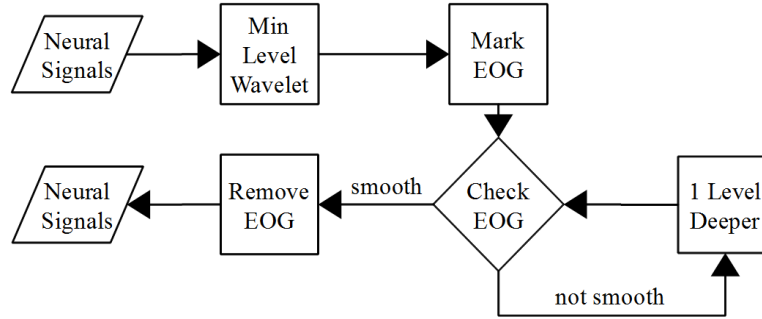 Neural
Signals
Min
Level
Wavelet
Mark
EOG
Neural
Signals
Remove
EOG
smooth
Check
EOG
1 Level
Deeper
not smooth